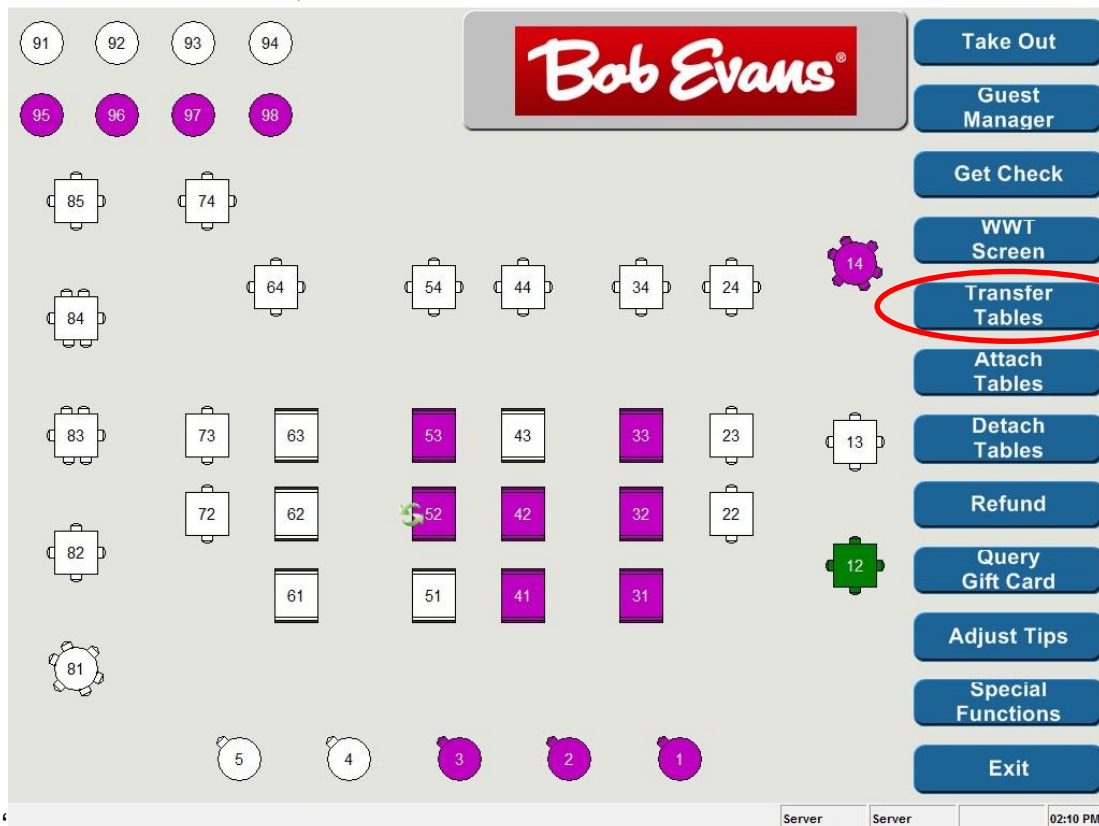 91 92 93 94
Bob Evans®
Take Out
95 96 97 98
Guest
Manager
85 74
Get Check
14
WWT
Screen
64 54 44 34 24
84
Transfer
Tables
Attach
Tables
83 73 63 53 43 33 23 13
Detach
Tables
72 62 52 42 32 22
Refund
82 12
Query
Gift Card
61 51 41 31
Adjust Tips
81
Special
Functions
5 4 3 2 1
Exit
Server Server 02:10 PM